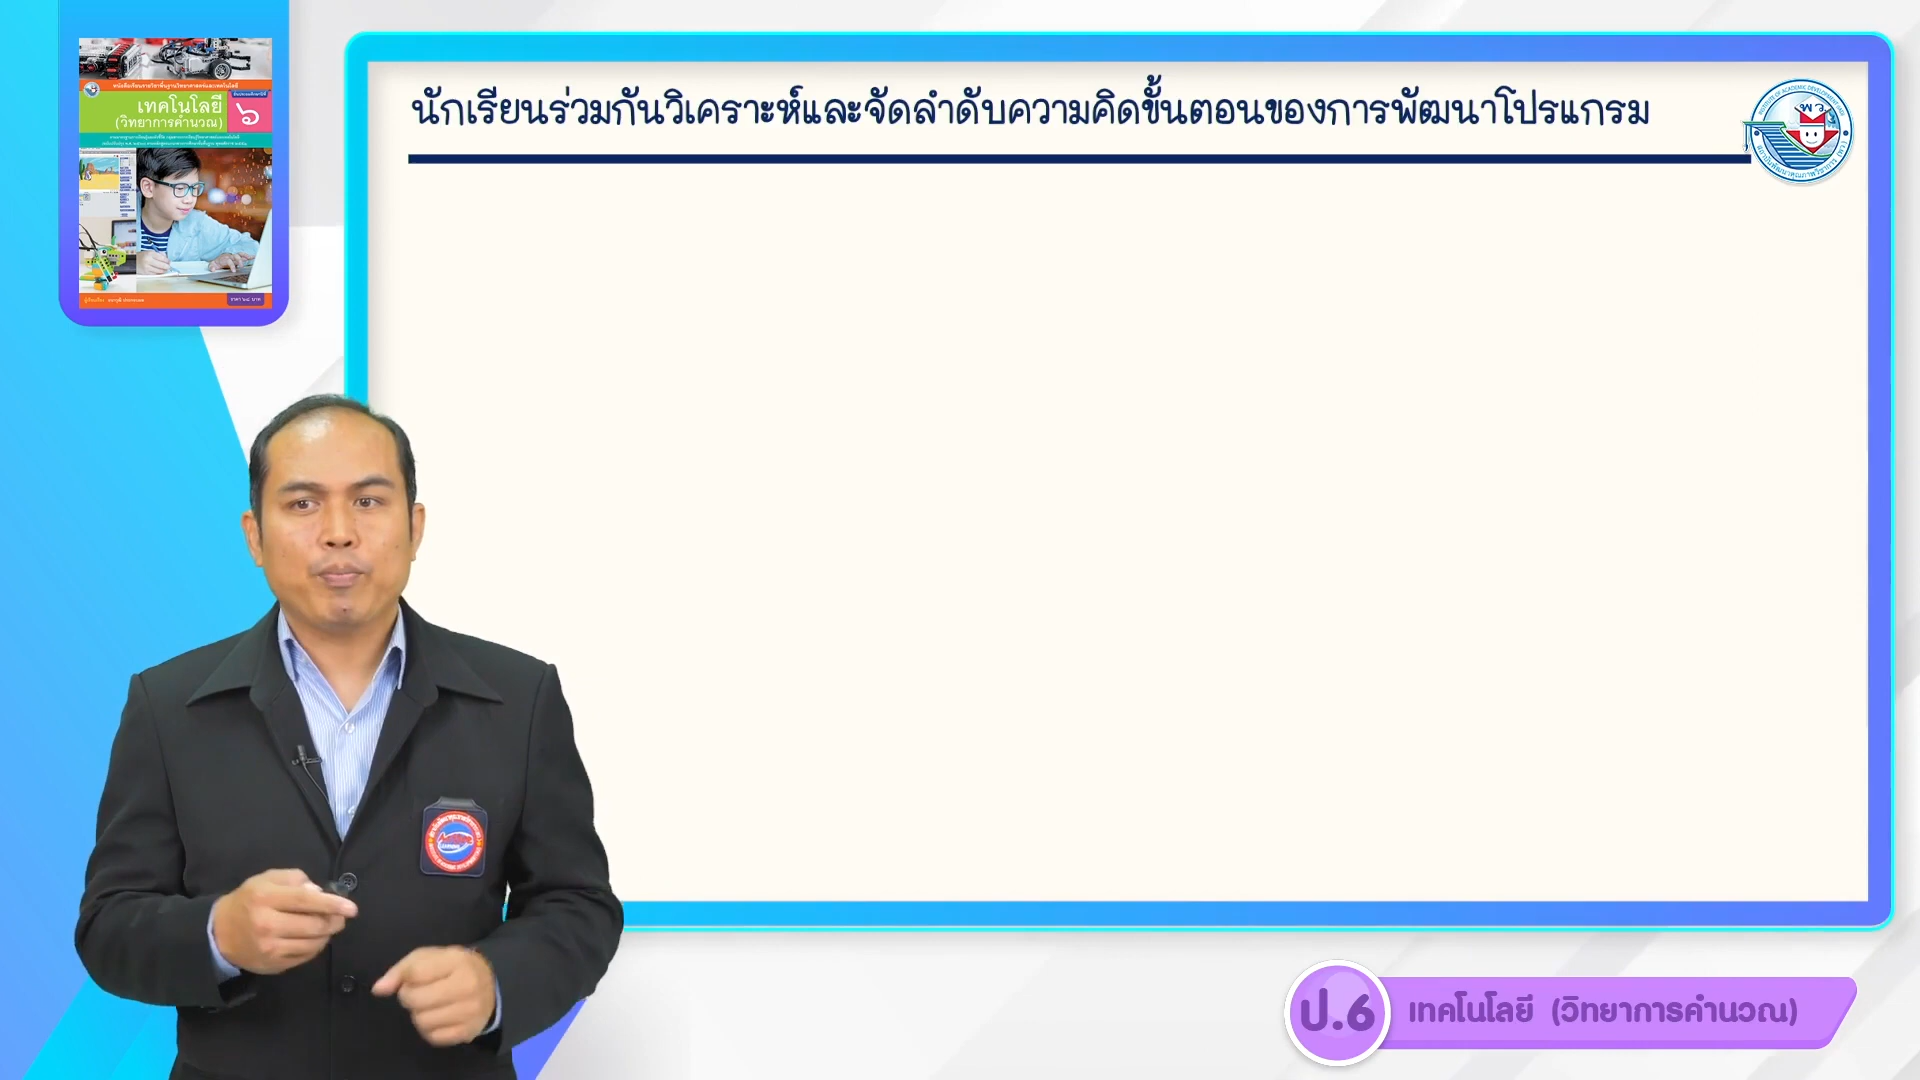 นักเรียนร่วมกันวิเคราะห์และจัดลำดับความคิดขั้นตอนของการพัฒนาโปรแกรม
เทคโนโลยี
(วิทยาการคำนวณ)
๖
พว
ป.6 เทคโนโลยี (วิทยาการคำนวณ)